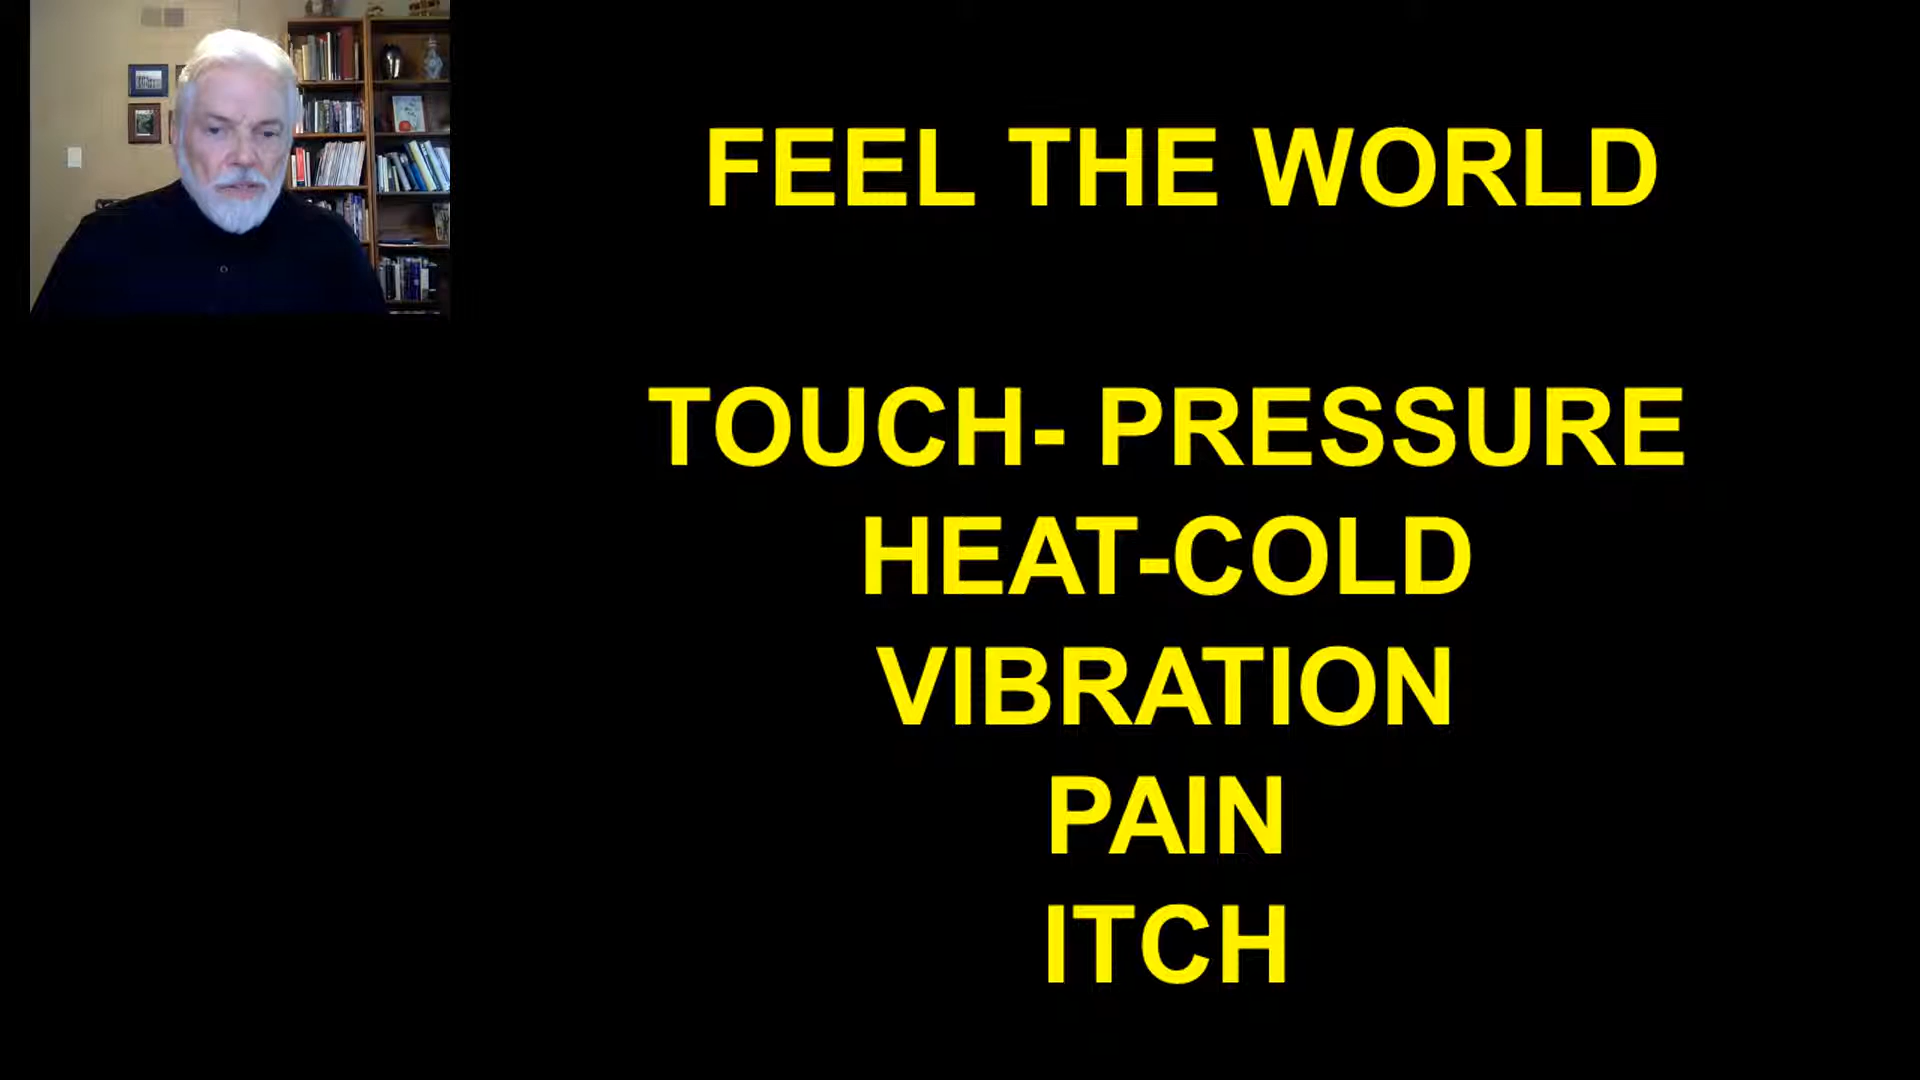 FEEL THE WORLD
TOUCH- PRESSURE
HEAT-COLD
VIBRATION
PAIN
ITCH